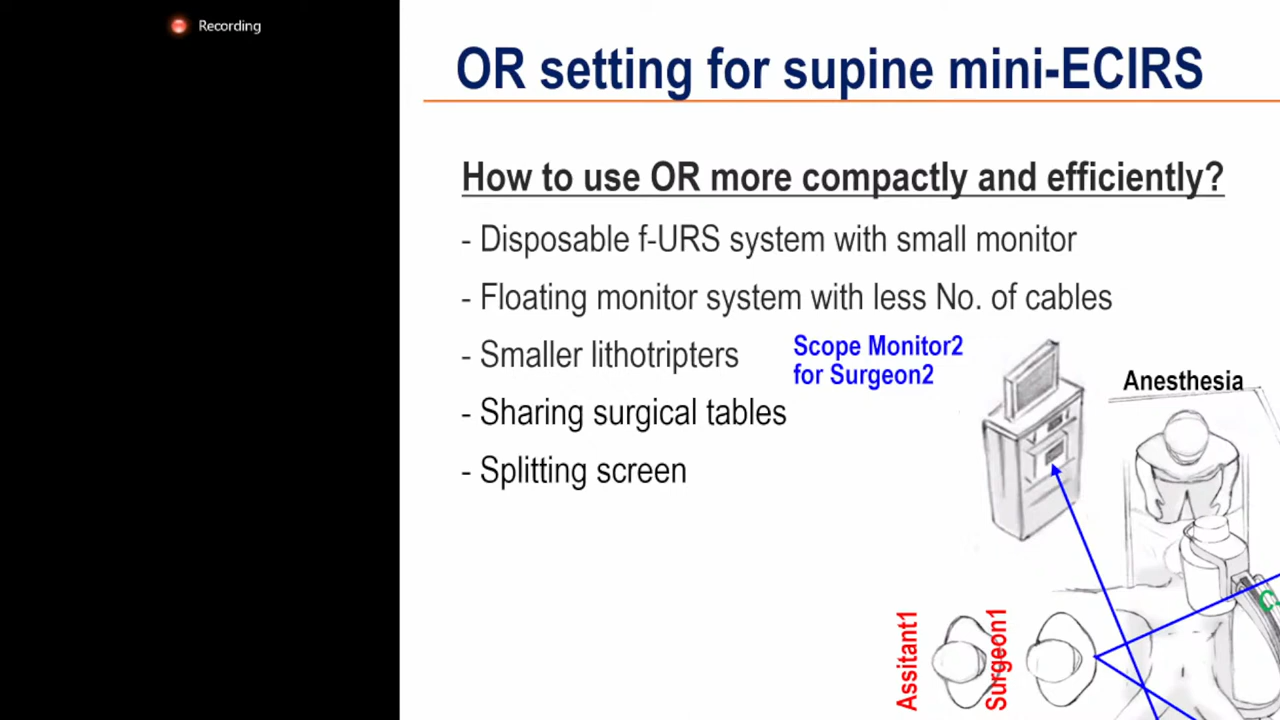 Recording
OR setting for supine mini-ECIRS
How to use OR more compactly and efficiently?
- Disposable f-URS system with small monitor
- Floating monitor system with less No. of cables
- Smaller lithotripters
- Sharing surgical tables
- Splitting screen
Scope Monitor2
for Surgeon2
Anesthesia
Assitant1
Surgeon1